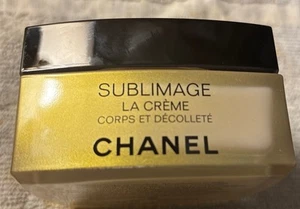 SUBLIMAGE
LA CRÈME
CORPS ET DÉCOLLETÉ
CHANEL